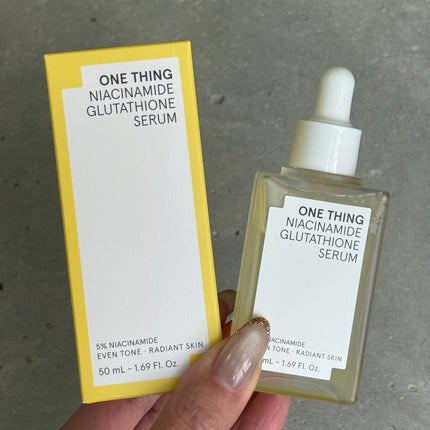 ONE THING
NIACINAMIDE
GLUTATHIONE
SERUM
5% NIACINAMIDE
EVEN TONE · RADIANT SKIN
50 mL - 1.69 Fl. Oz.
ONE THING
NIACINAMIDE
GLUTATHIONE
SERUM
NIACINAMIDE
TONE · RADIANT SKIN
mL - 1.69 Fl. Oz.